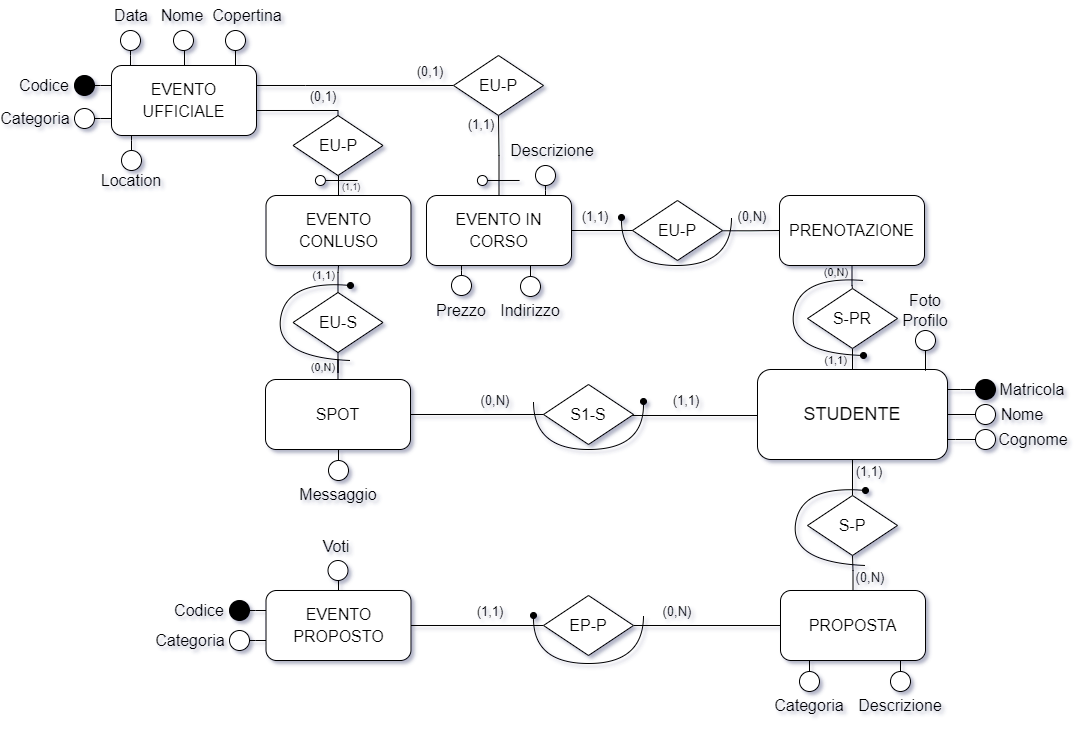 Data
Nome
Copertina
Codice
Categoria
EVENTO
UFFICIALE
Location
(0,1)
(0,1)
EU-P
(1,1)
EU-P
(1,1)
Descrizione
EVENTO
CONLUSO
EVENTO IN
CORSO
(1,1)
EU-P
(0,N)
PRENOTAZIONE
Prezzo
Indirizzo
(1,1)
EU-S
(0,N)
(0,N)
S-PR
(1,1)
Foto
Profilo
SPOT
(0,N)
S1-S
(1,1)
STUDENTE
Matricola
Nome
Cognome
Messaggio
(1,1)
S-P
(0,N)
Voti
Codice
Categoria
EVENTO
PROPOSTO
(1,1)
EP-P
(0,N)
PROPOSTA
Categoria
Descrizione